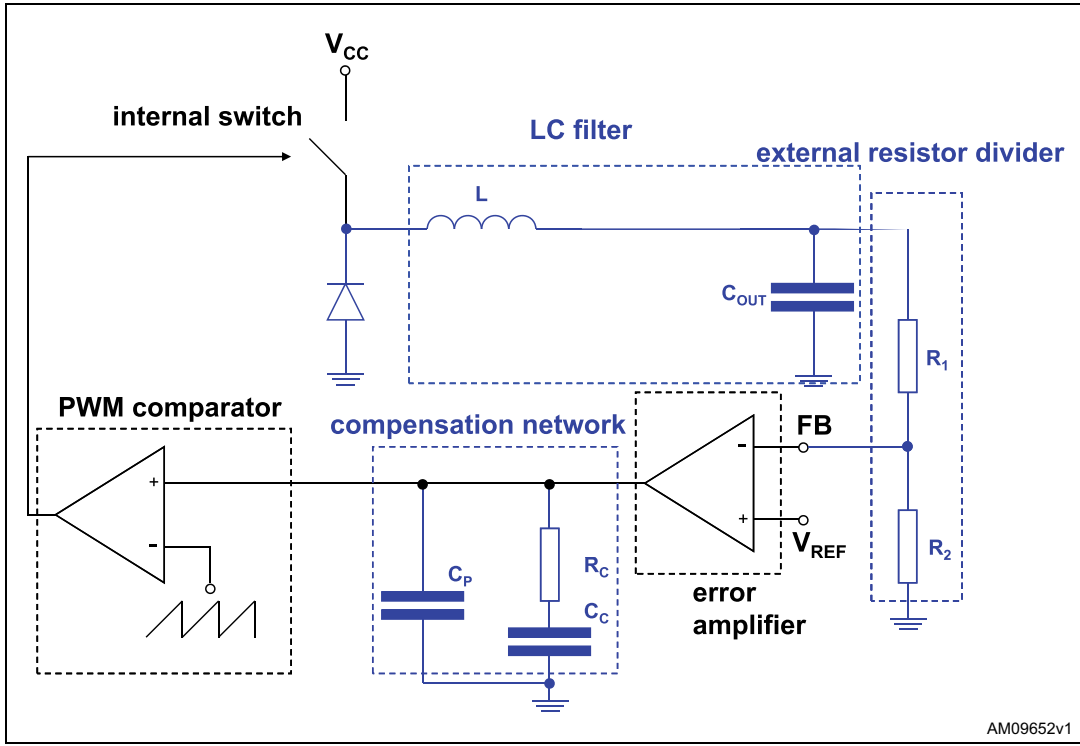 VCC
internal switch
LC filter
external resistor divider
L
COUT
R1
PWM comparator
compensation network
FB
-
+
+
-
VREF
R2
CP
RC
CC
error
amplifier
AM09652v1